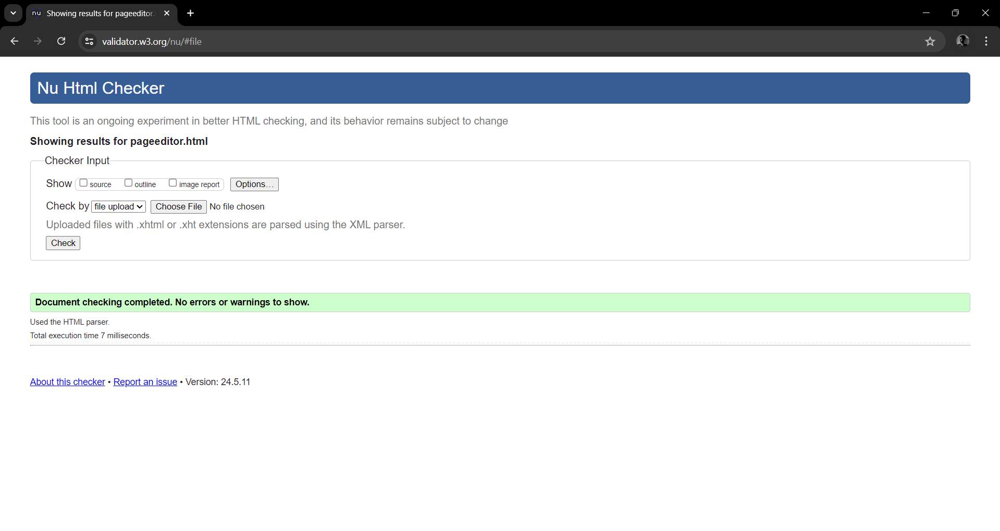 nu Showing results for pageeditor.
validator.w3.org/nu/#file
Nu Html Checker
This tool is an ongoing experiment in better HTML checking, and its behavior remains subject to change
Showing results for pageeditor.html
Checker Input
Show source outline image report Options…
Check by file upload Choose File No file chosen
Uploaded files with .xhtml or .xht extensions are parsed using the XML parser.
Check
Document checking completed. No errors or warnings to show.
Used the HTML parser.
Total execution time 7 milliseconds.
About this checker • Report an issue • Version: 24.5.11